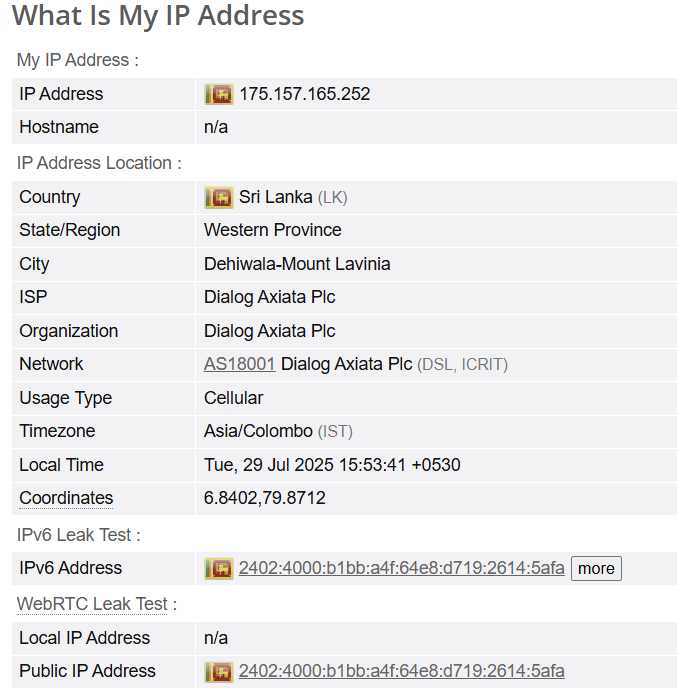 What Is My IP Address
My IP Address :
IP Address 175.157.165.252
Hostname n/a
IP Address Location :
Country Sri Lanka (LK)
State/Region Western Province
City Dehiwala-Mount Lavinia
ISP Dialog Axiata Plc
Organization Dialog Axiata Plc
Network AS18001 Dialog Axiata Plc (DSL, ICRIT)
Usage Type Cellular
Timezone Asia/Colombo (IST)
Local Time Tue, 29 Jul 2025 15:53:41 +0530
Coordinates 6.8402,79.8712
IPv6 Leak Test :
IPv6 Address 2402:4000:b1bb:a4f:64e8:d719:2614:5afa more
WebRTC Leak Test :
Local IP Address n/a
Public IP Address 2402:4000:b1bb:a4f:64e8:d719:2614:5afa